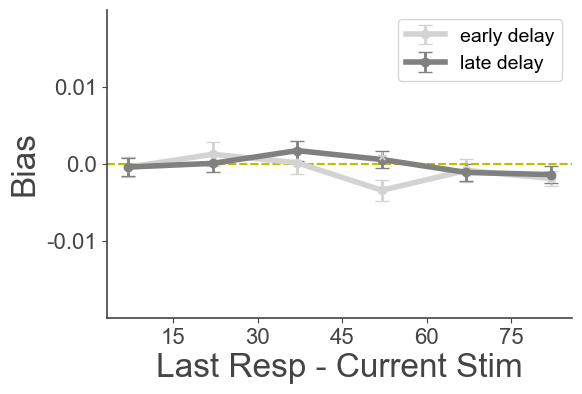 early delay
late delay
0.01
0.0
-0.01
Bias
15 30 45 60 75
Last Resp - Current Stim